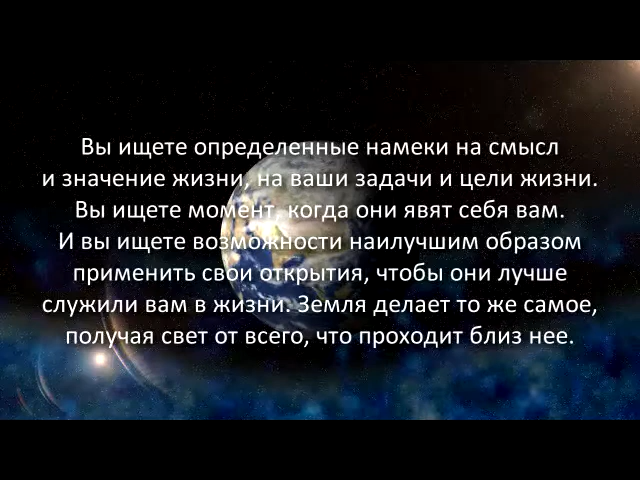 Вы ищете определенные намеки на смысл
и значение жизни, на ваши задачи и цели жизни.
Вы ищете момент, когда они явят себя вам.
И вы ищете возможности наилучшим образом
применить свои открытия, чтобы они лучше
служили вам в жизни. Земля делает то же самое,
получая свет от всего, что проходит близ нее.